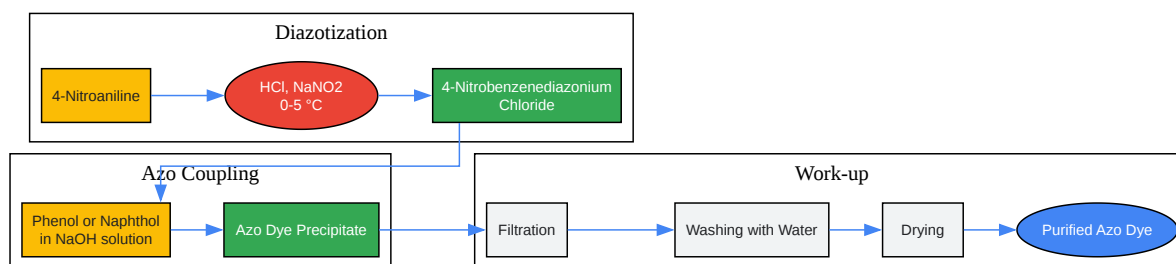 Diazotization
4-Nitroaniline
HCl, NaNO2
0-5 °C
4-Nitrobenzenediazonium
Chloride
Azo Coupling
Phenol or Naphthol
in NaOH solution
Azo Dye Precipitate
Work-up
Filtration
Washing with Water
Drying
Purified Azo Dye